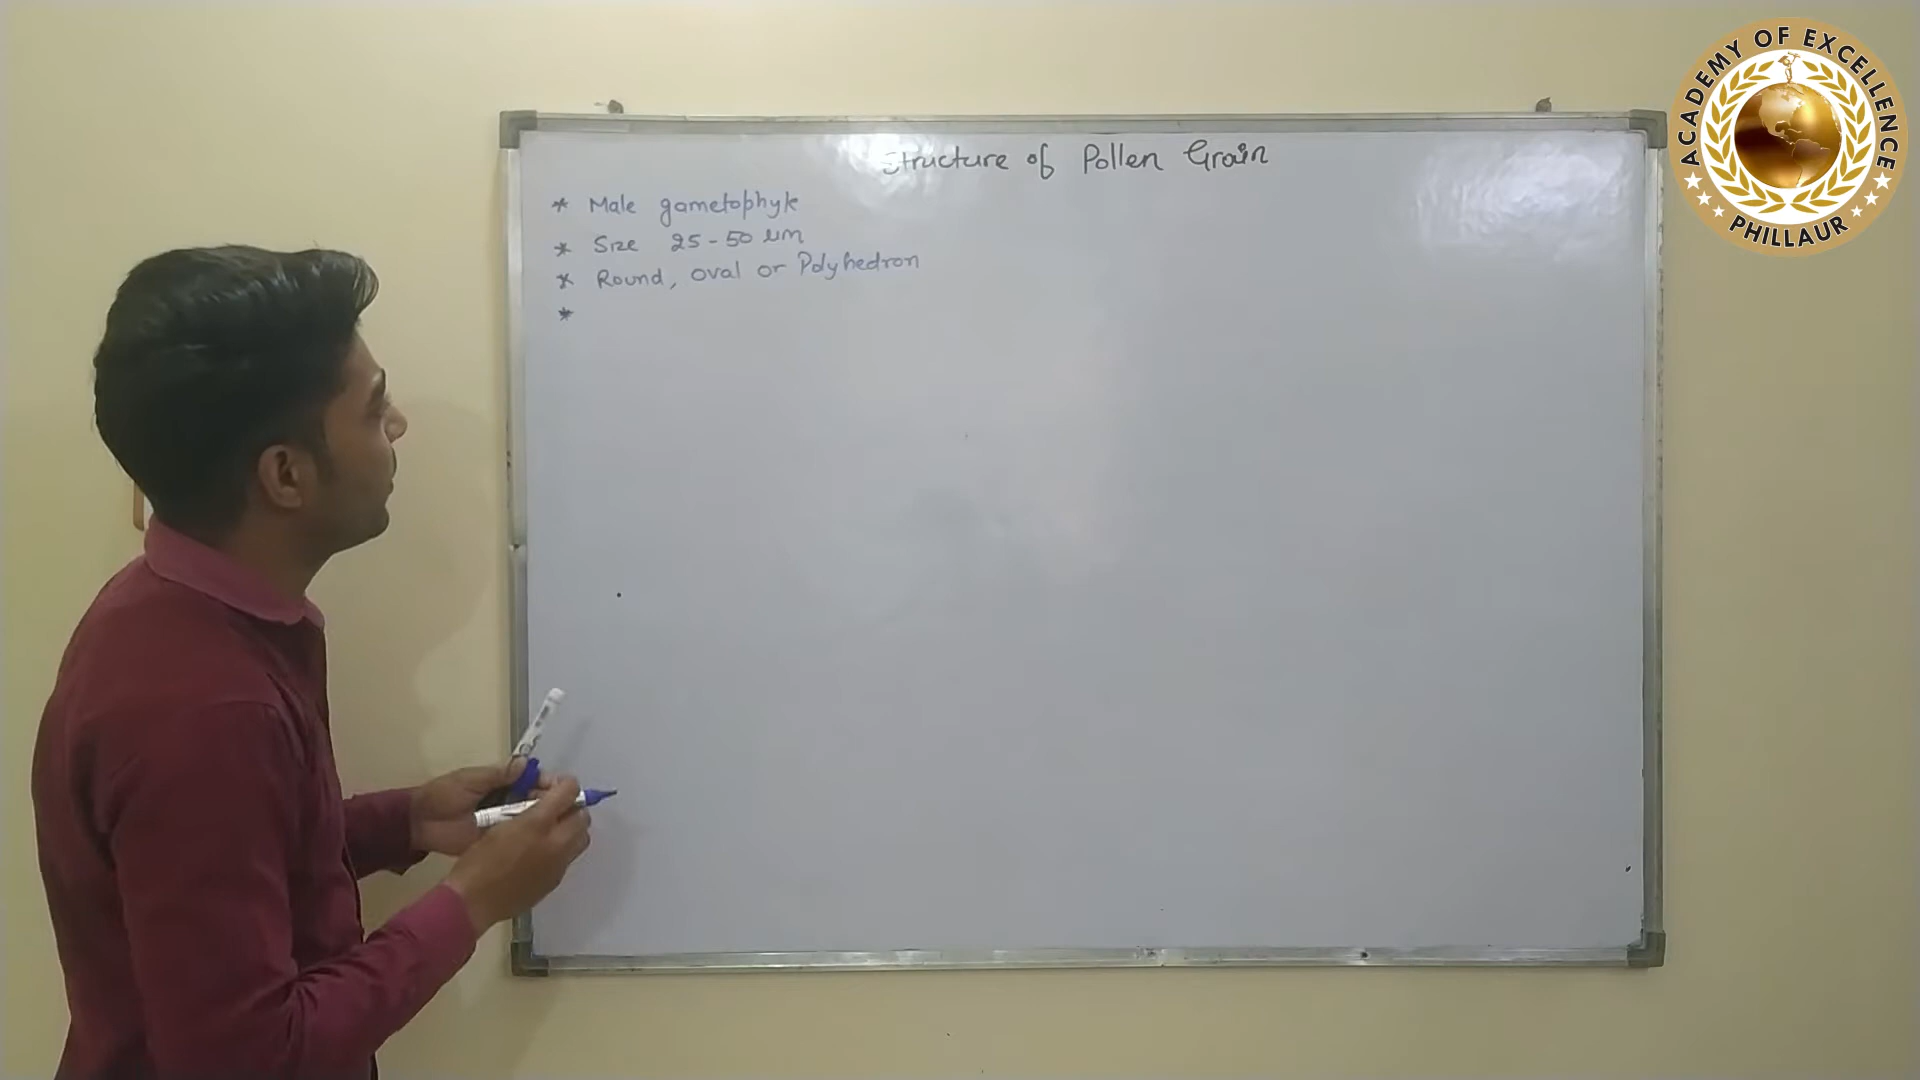 Structure of Pollen Grain
* Male gametophyte
* Size 25-50 um
* Round, oval or Polyhedron
*
ACADEMY OF EXCELLENCE
PHILLAUR